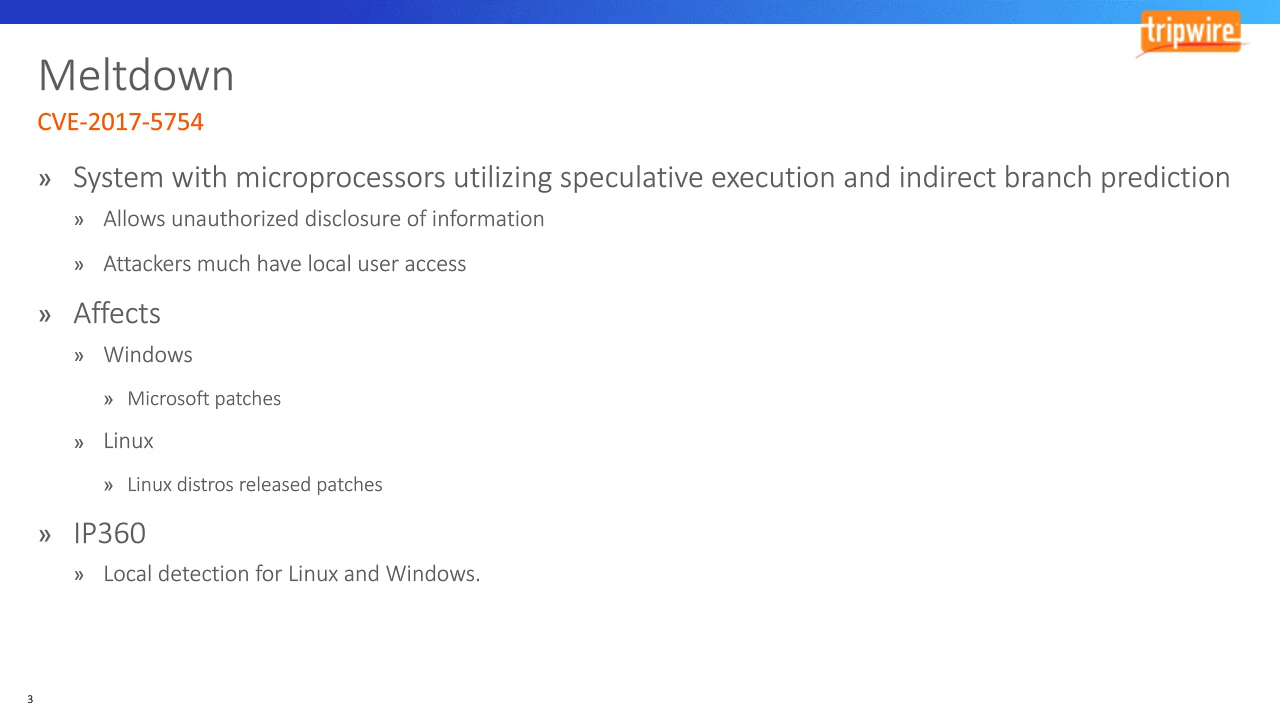 tripwire
Meltdown
CVE-2017-5754
» System with microprocessors utilizing speculative execution and indirect branch prediction
» Allows unauthorized disclosure of information
» Attackers much have local user access
» Affects
» Windows
» Microsoft patches
» Linux
» Linux distros released patches
» IP360
» Local detection for Linux and Windows.
3